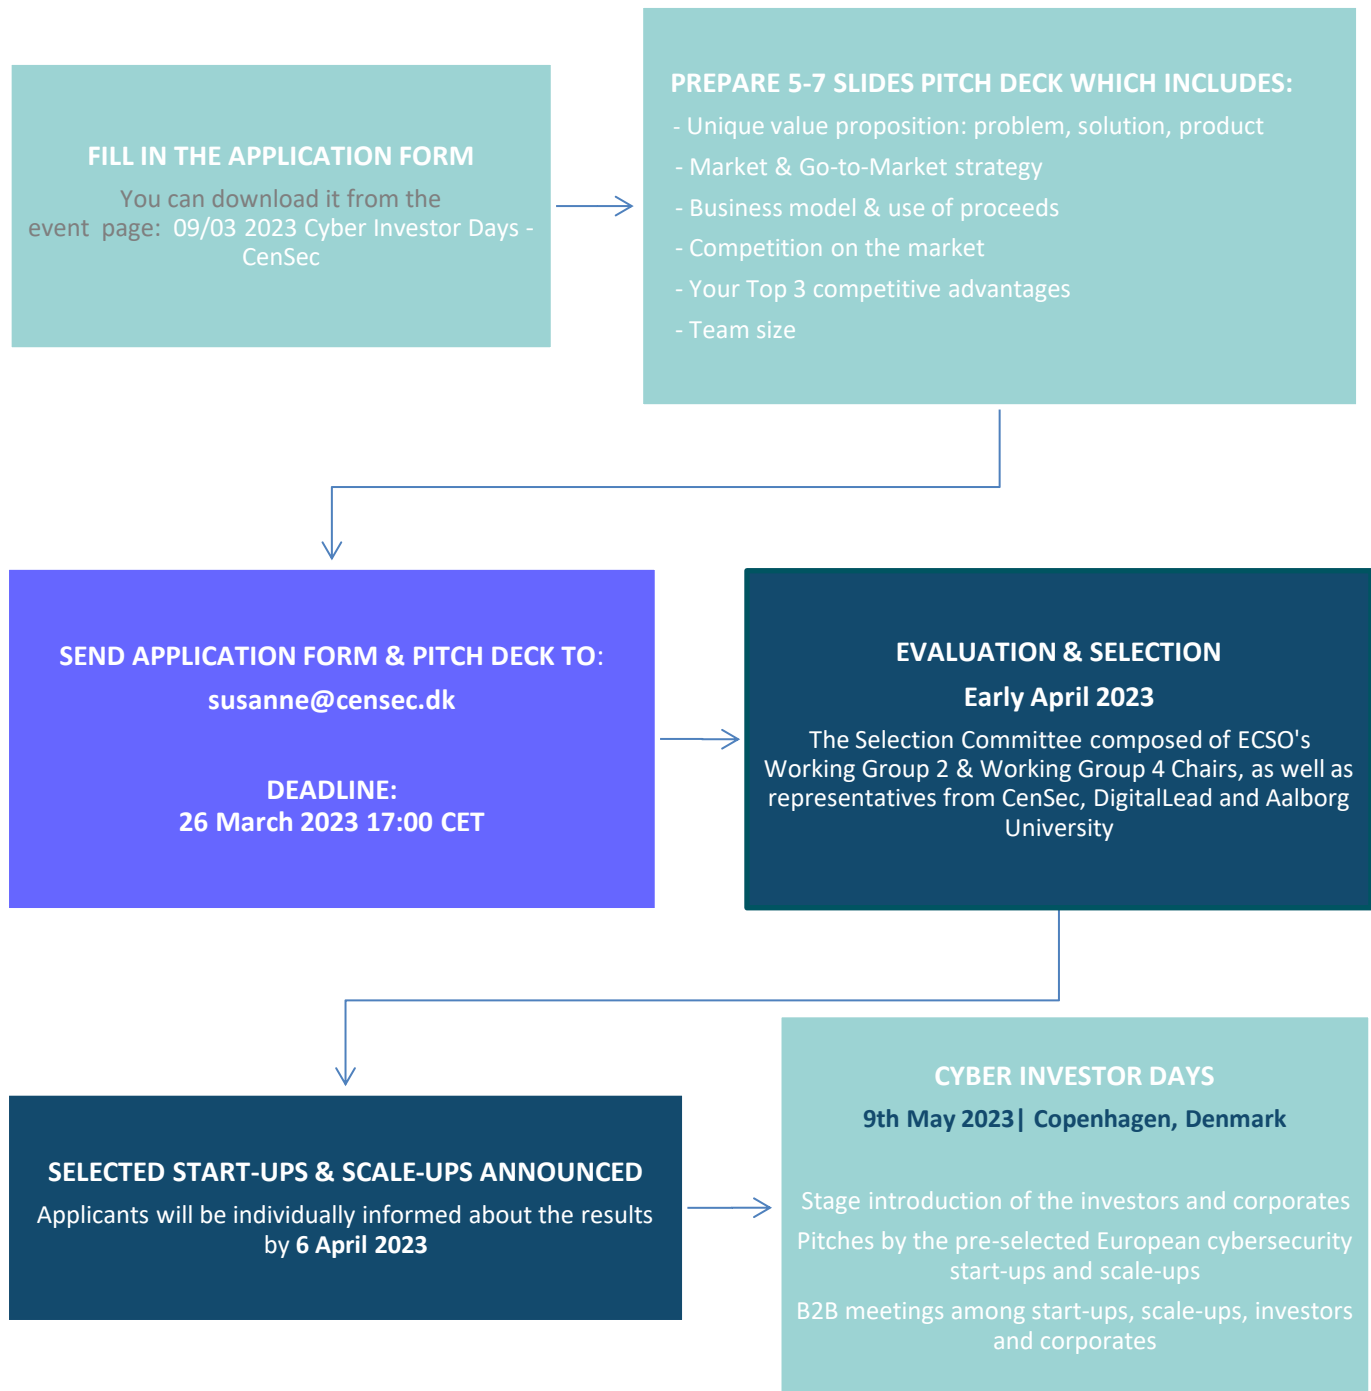 FILL IN THE APPLICATION FORM
You can download it from the
event page: 09/03 2023 Cyber Investor Days -
CenSec
PREPARE 5-7 SLIDES PITCH DECK WHICH INCLUDES:
- Unique value proposition: problem, solution, product
- Market & Go-to-Market strategy
- Business model & use of proceeds
- Competition on the market
- Your Top 3 competitive advantages
- Team size
SEND APPLICATION FORM & PITCH DECK TO:
susanne@censec.dk
DEADLINE:
26 March 2023 17:00 CET
EVALUATION & SELECTION
Early April 2023
The Selection Committee composed of ECSO's
Working Group 2 & Working Group 4 Chairs, as well as
representatives from CenSec, DigitalLead and Aalborg
University
SELECTED START-UPS & SCALE-UPS ANNOUNCED
Applicants will be individually informed about the results
by 6 April 2023
CYBER INVESTOR DAYS
9th May 2023| Copenhagen, Denmark
Stage introduction of the investors and corporates
Pitches by the pre-selected European cybersecurity
start-ups and scale-ups
B2B meetings among start-ups, scale-ups, investors
and corporates